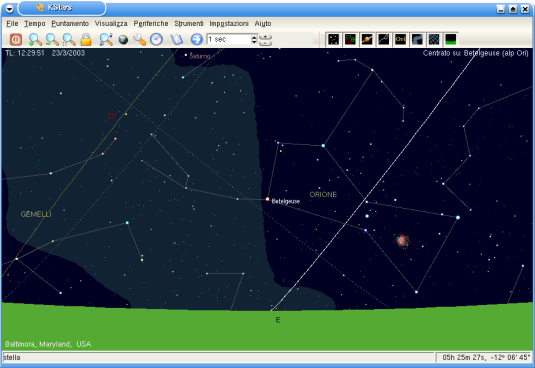 KStars
File Tempo Puntamento Visualizza Periferiche Strumenti Impostazioni Aiuto
1 sec
Ori
TL: 12:29:51 23/3/2003
Saturno
Centrato su: Betelgeuse (alp Ori)
ORIONE
Betelgeuse
GEMELLI
E
Baltimora, Maryland, USA
stella
05h 25m 27s, -12° 06' 45"